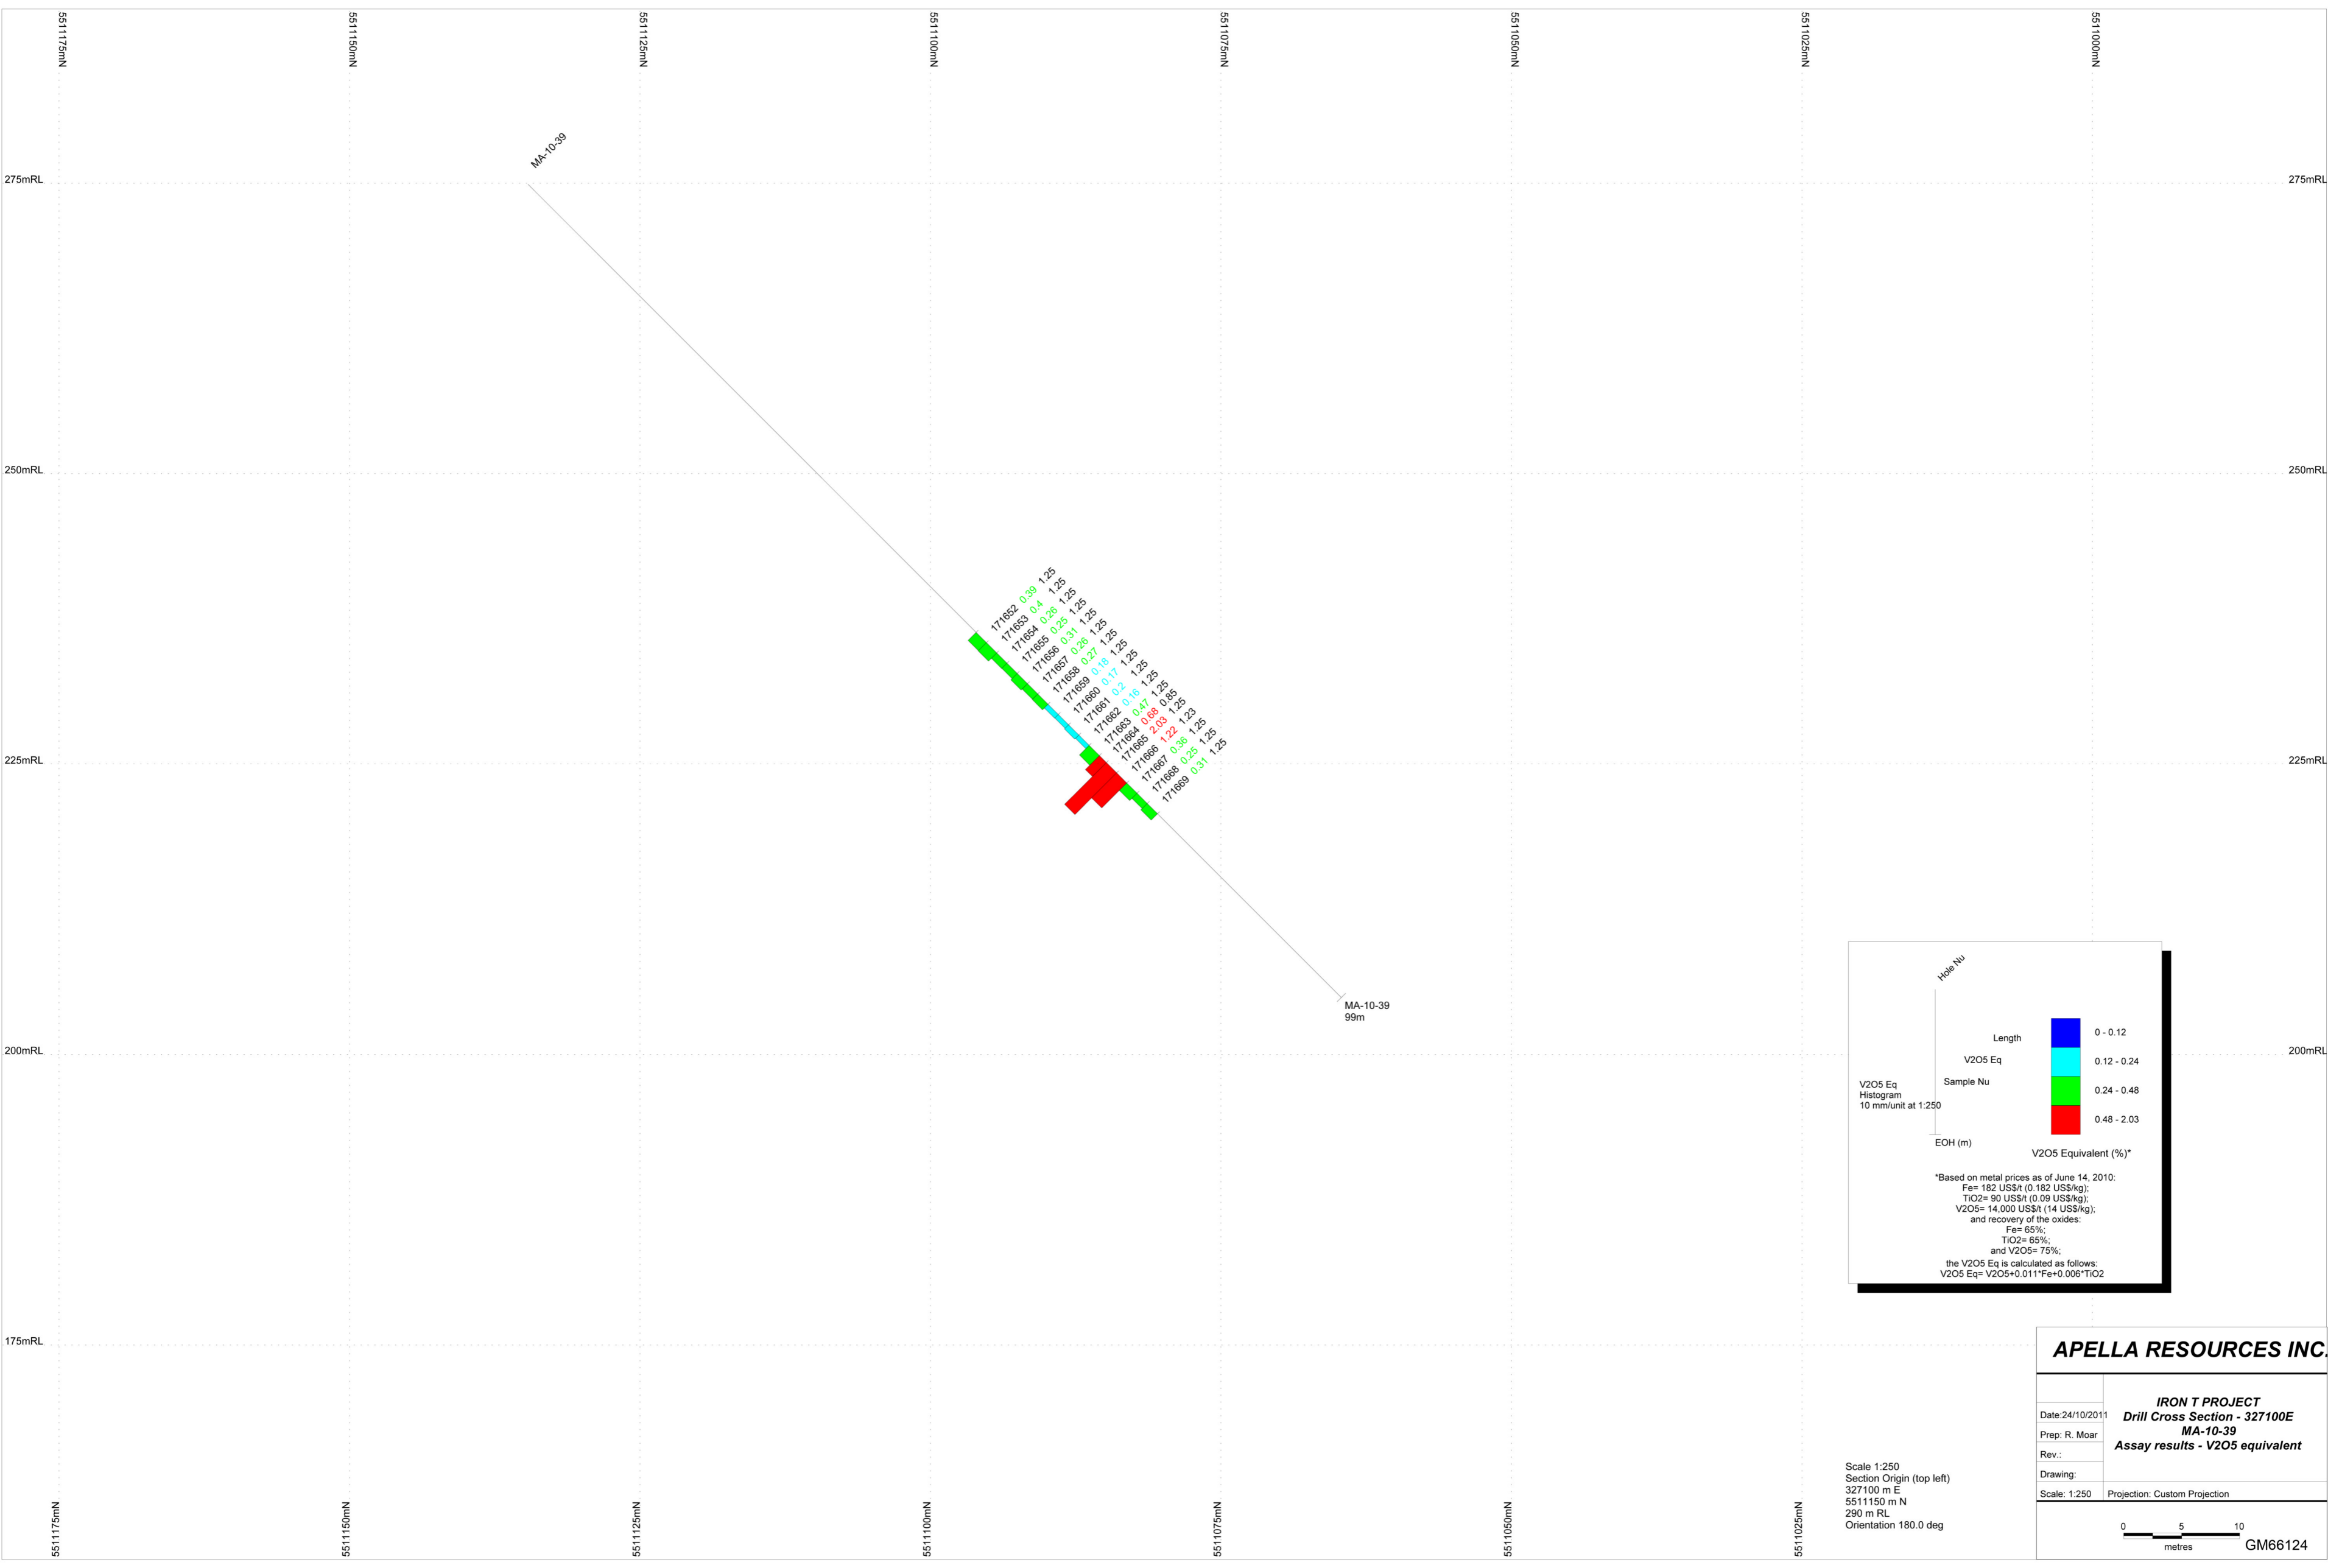 5511175mN 5511150mN 5511125mN 5511100mN 5511075mN 5511050mN 5511025mN 5511000mN
MA-10-39
275mRL 275mRL
250mRL 250mRL
171652 0.39 1.25
171653 0.4 1.25
171654 0.26 1.25
171655 0.25 1.25
171656 0.31 1.25
171657 0.26 1.25
171658 0.27 1.25
171659 0.18 1.25
171660 0.17 1.25
171661 0.2 1.25
171662 0.16 1.25
171663 0.47 1.25
171664 0.68 0.85
171665 2.03 1.25
171666 1.22 1.23
171667 0.36 1.25
171668 0.25 1.25
171669 0.31 1.25
225mRL 225mRL
MA-10-39
99m
200mRL 200mRL
175mRL
Hole Nu
Length
V2O5 Eq
Sample Nu
V2O5 Eq
Histogram
10 mm/unit at 1:250
EOH (m)
0 - 0.12
0.12 - 0.24
0.24 - 0.48
0.48 - 2.03
V2O5 Equivalent (%)*
*Based on metal prices as of June 14, 2010:
Fe= 182 US$/t (0.182 US$/kg);
TiO2= 90 US$/t (0.09 US$/kg);
V2O5= 14,000 US$/t (14 US$/kg);
and recovery of the oxides:
Fe= 65%;
TiO2= 65%;
and V2O5= 75%;
the V2O5 Eq is calculated as follows:
V2O5 Eq= V2O5+0.011*Fe+0.006*TiO2
APELLA RESOURCES INC.
IRON T PROJECT
Drill Cross Section - 327100E
MA-10-39
Assay results - V2O5 equivalent
Date:24/10/2011
Prep: R. Moar
Rev.:
Drawing:
Scale: 1:250 Projection: Custom Projection
0 5 10
metres
GM66124
Scale 1:250
Section Origin (top left)
327100 m E
5511150 m N
290 m RL
Orientation 180.0 deg
5511175mN 5511150mN 5511125mN 5511100mN 5511075mN 5511050mN 5511025mN